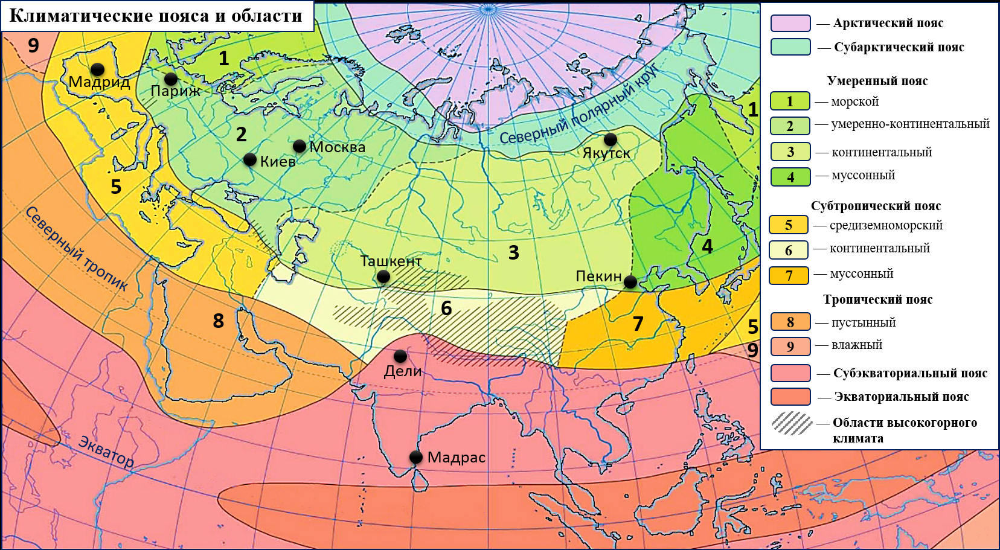 Климатические пояса и области
9
1
Мадрид
Париж
2
Москва
Киев
5
Северный полярный круг
Якутск
1
4
3
Ташкент
Пекин
6
7
5
9
8
Северный тропик
Дели
Экватор
Мадрас
— Арктический пояс
— Субарктический пояс
Умеренный пояс
1 — морской
2 — умеренно-континентальный
3 — континентальный
4 — муссонный
Субтропический пояс
5 — средиземноморский
6 — континентальный
7 — муссонный
Тропический пояс
8 — пустынный
9 — влажный
— Субэкваториальный пояс
— Экваториальный пояс
— Области высокогорного
климата